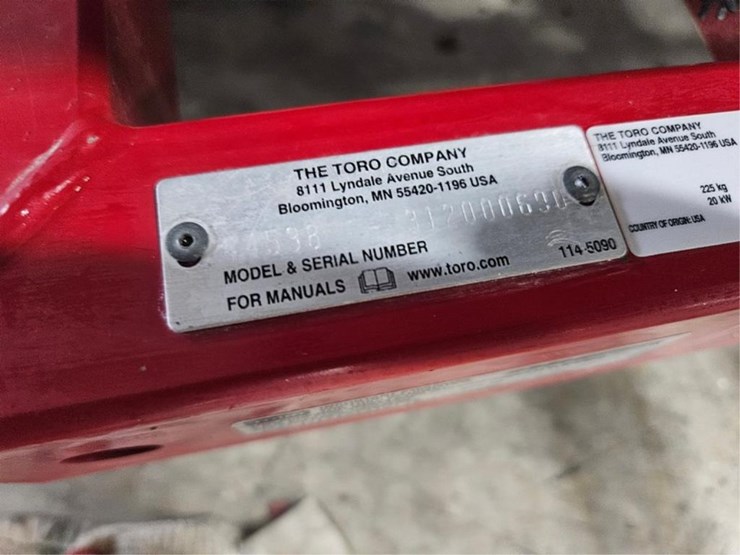 THE TORO COMPANY
8111 Lyndale Avenue South
Bloomington, MN 55420-1196 USA
312000690
MODEL & SERIAL NUMBER
FOR MANUALS www.toro.com
114-5090
THE TORO COMPANY
8111 Lyndale Avenue South
Bloomington, MN 55420-1196 USA
225 kg
20 kW
COUNTRY OF ORIGIN: USA